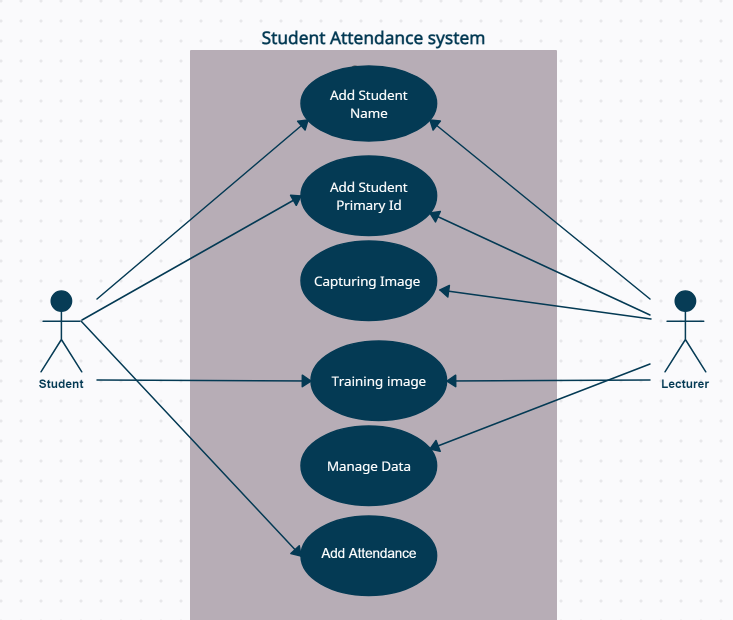 Student Attendance system
Add Student
Name
Add Student
Primary Id
Capturing Image
Training image
Student
Lecturer
Manage Data
Add Attendance